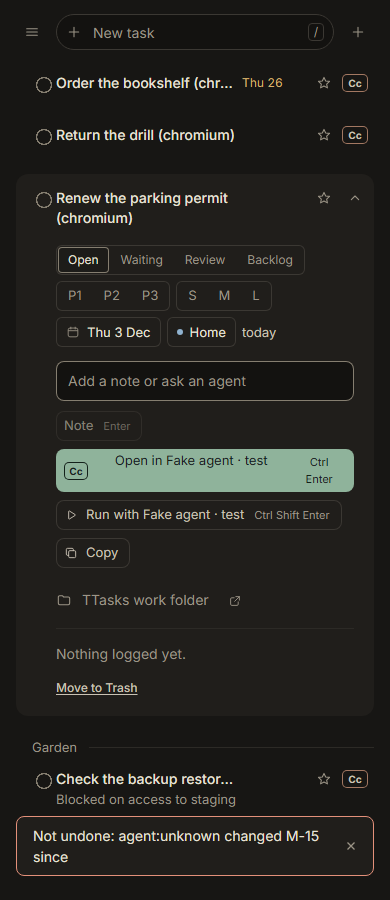 New task /
Order the bookshelf (chr... Thu 26 Cc
Return the drill (chromium) Cc
Renew the parking permit
(chromium)
Open Waiting Review Backlog
P1 P2 P3 S M L
Thu 3 Dec Home today
Add a note or ask an agent
Note Enter
Cc Open in Fake agent · test Ctrl
Enter
Run with Fake agent · test Ctrl Shift Enter
Copy
TTasks work folder
Nothing logged yet.
Move to Trash
Garden
Check the backup restor... Cc
Blocked on access to staging
Not undone: agent:unknown changed M-15
since